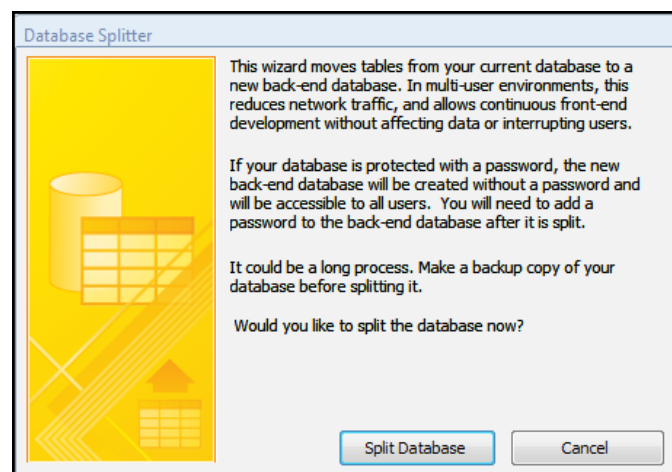 Database Splitter
This wizard moves tables from your current database to a
new back-end database. In multi-user environments, this
reduces network traffic, and allows continuous front-end
development without affecting data or interrupting users.
If your database is protected with a password, the new
back-end database will be created without a password and
will be accessible to all users.  You will need to add a
password to the back-end database after it is split.
It could be a long process. Make a backup copy of your
database before splitting it.
Would you like to split the database now?
Split Database
Cancel